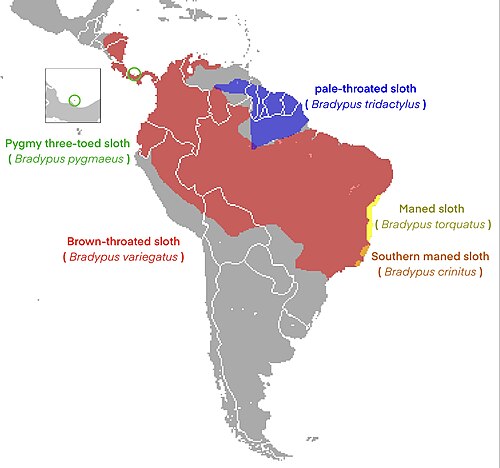 pale-throated sloth
( Bradypus tridactylus )
Pygmy three-toed sloth
( Bradypus pygmaeus )
Maned sloth
( Bradypus torquatus )
Brown-throated sloth
( Bradypus variegatus )
Southern maned sloth
( Bradypus crinitus )